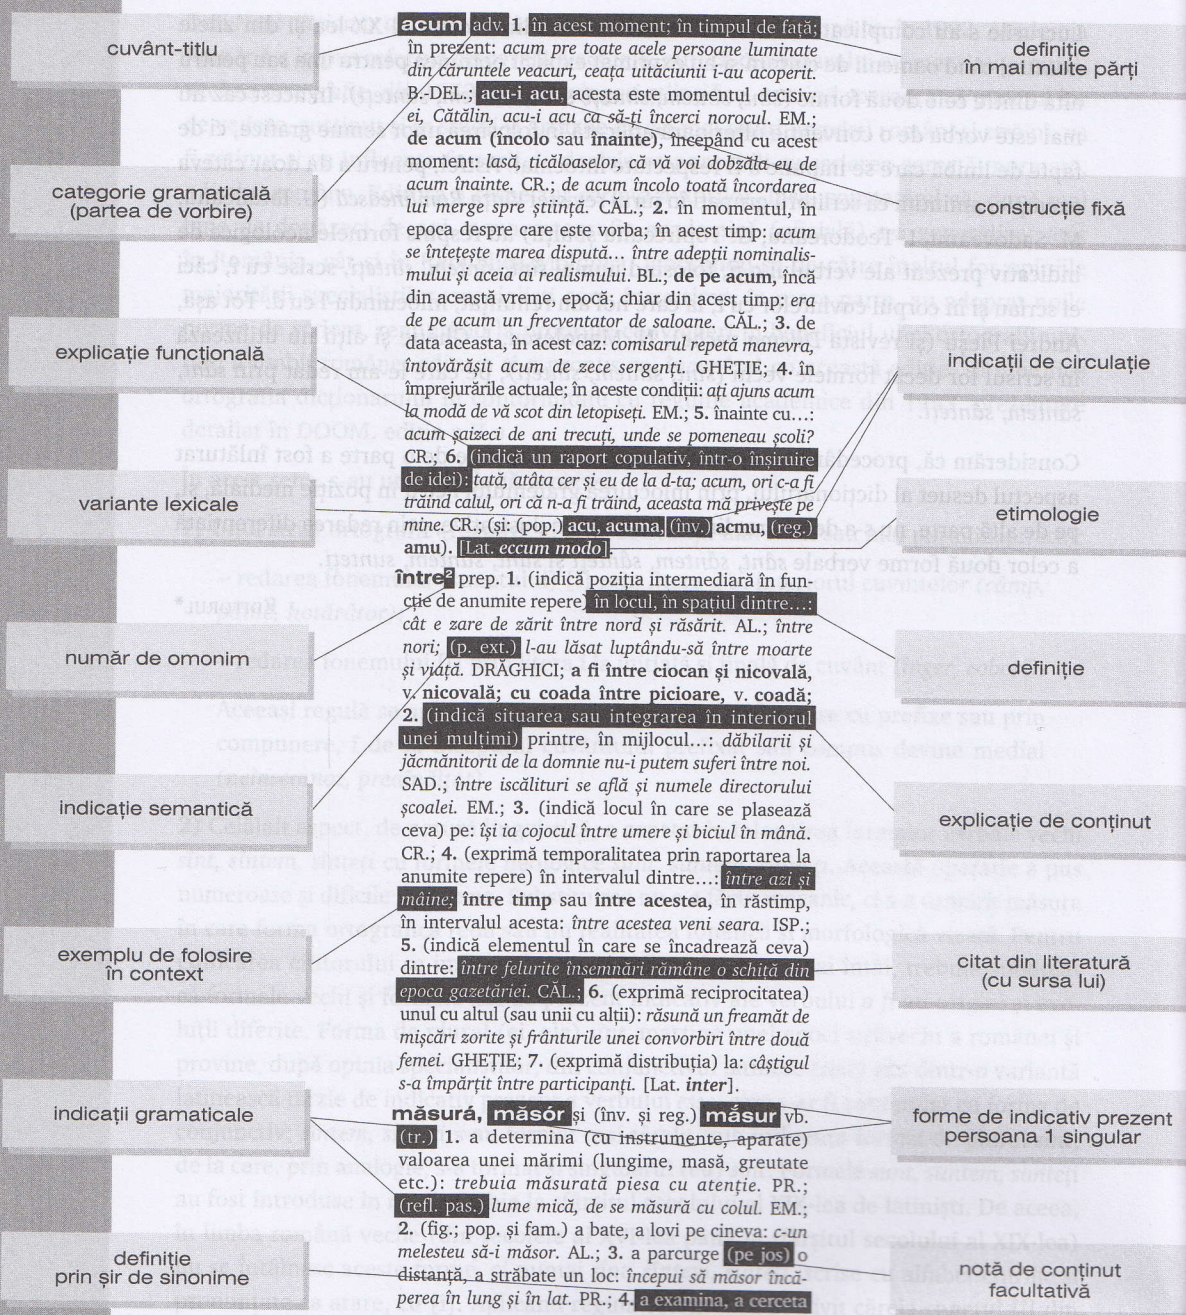 cuvânt-titlu
categorie gramaticală
(partea de vorbire)
explicație funcțională
variante lexicale
număr de omonim
indicație semantică
exemplu de folosire
în context
indicații gramaticale
definiție
prin șir de sinonime
acum adv. 1. în acest moment; în timpul de față;
în prezent: acum pre toate acele persoane luminate
din căruntele veacuri, ceața uităciunii i-au acoperit.
B.-DEL.; acu-i acu, acesta este momentul decisiv:
ei, Cătălin, acu-i acu ca să-ți încerci norocul. EM.;
de acum (încolo sau înainte), începând cu acest
moment: lasă, ticăloaselor, că vă voi dobzăla eu de
acum înainte. CR.; de acum încolo toată încordarea
lui merge spre știință. CĂL.; 2. în momentul, în
epoca despre care este vorba; în acest timp: acum
se întețește marea dispută... între adepții nominalis-
mului și aceia ai realismului. BL.; de pe acum, încă
din această vreme, epocă; chiar din acest timp: era
de pe acum un frecventator de saloane. CĂL.; 3. de
data aceasta, în acest caz: comisarul repetă manevra,
întovărășit acum de zece sergenți. GHEȚIE; 4. în
împrejurările actuale; în zilele noastre: ați ajuns acum
la modă de vă scot din letopiseți. EM.; 5. înainte cu...:
acum șaizeci de ani trecuți, unde se pomeneau școli?
CR.; 6. (indică un raport copulativ, într-o înșiruire
de idei): tată, atâta cer și eu de la d-ta; acum, ori c-a fi
trăind calul, ori că n-a fi trăind, aceasta mă privește pe
mine. CR.; (și: (pop.) acu, acuma, (înv.) acmu, (reg.)
amu). [Lat. eccum modo].
între² prep. 1. (indică poziția intermediară în fun-
cție de anumite repere) în locul, în spațiul dintre...:
cât e zare de zărit între nord și răsărit. AL.; între
nori; (p. ext.) l-au lăsat luptându-să între moarte
și viață. DRĂGHICI; a fi între ciocan și nicovală,
v. nicovală; cu coada între picioare, v. coadă;
2. (indică situarea sau integrarea în interiorul
unei mulțimi) printre, în mijlocul...: dăbilarii și
jăcmănitorii de la domnie nu-i putem suferi între noi.
SAD.; între iscălituri se află și numele directorului
școalei. EM.; 3. (indică locul în care se plasează
ceva) pe: își ia cojocul între umere și biciul în mână.
CR.; 4. (exprimă temporalitatea prin raportarea la
anumite repere) în intervalul dintre...: între azi și
mâine; între timp sau între acestea, în răstimp,
în intervalul acesta: între acestea veni seara. ISP.;
5. (indică elementul în care se încadrează ceva)
dintre: între felurite însemnări rămâne o schiță din
epoca gazetăriei. CĂL.; 6. (exprimă reciprocitatea)
unul cu altul (sau unii cu alții): răsună un freamăt de
mișcări zorite și frânturile unei convorbiri între două
femei. GHEȚIE; 7. (exprimă distribuția) la: câștigul
s-a împărțit între participanți. [Lat. inter].
măsurá, măsór și (înv. și reg.) măsur vb.
(tr.) 1. a determina (cu instrumente, aparate)
valoarea unei mărimi (lungime, masă, greutate
etc.): trebuia măsurată piesa cu atenție. PR.;
(refl. pas.) lume mică, de se măsură cu colul. EM.;
2. (fig.; pop. și fam.) a bate, a lovi pe cineva: c-un
melesteu să-i măsor. AL.; 3. a parcurge (pe jos) o
distanță, a străbate un loc: începui să măsor încă-
perea în lung și în lat. PR.; 4. a examina, a cerceta
definiție
în mai multe părți
construcție fixă
indicații de circulație
etimologie
definiție
explicație de conținut
citat din literatură
(cu sursa lui)
forme de indicativ prezent
persoana I singular
notă de conținut
facultativă